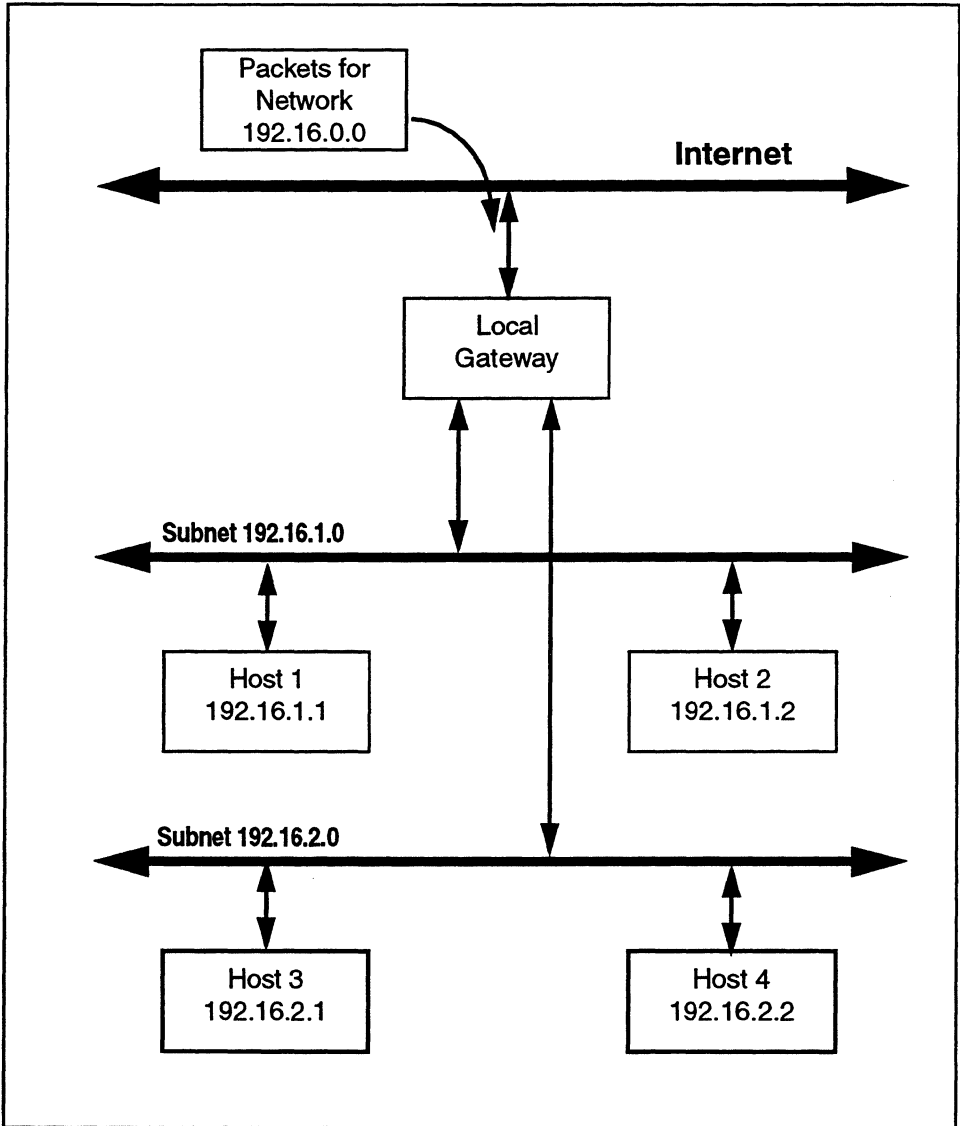 Packets for
Network
192.16.0.0
Internet
Local
Gateway
Subnet 192.16.1.0
Host 1
192.16.1.1
Host 2
192.16.1.2
Subnet 192.16.2.0
Host 3
192.16.2.1
Host 4
192.16.2.2